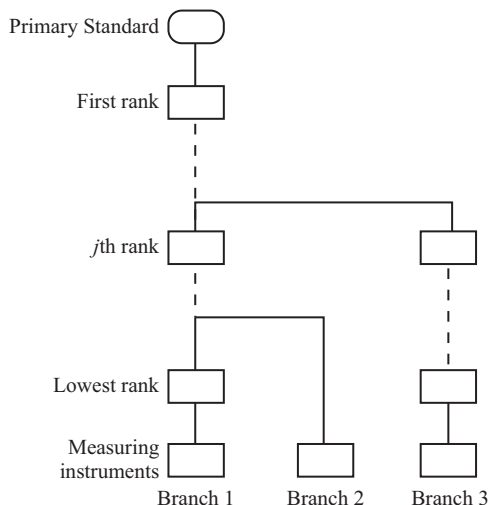 Primary Standard
First rank
jth rank
Lowest rank
Measuring
instruments
Branch 1 Branch 2 Branch 3